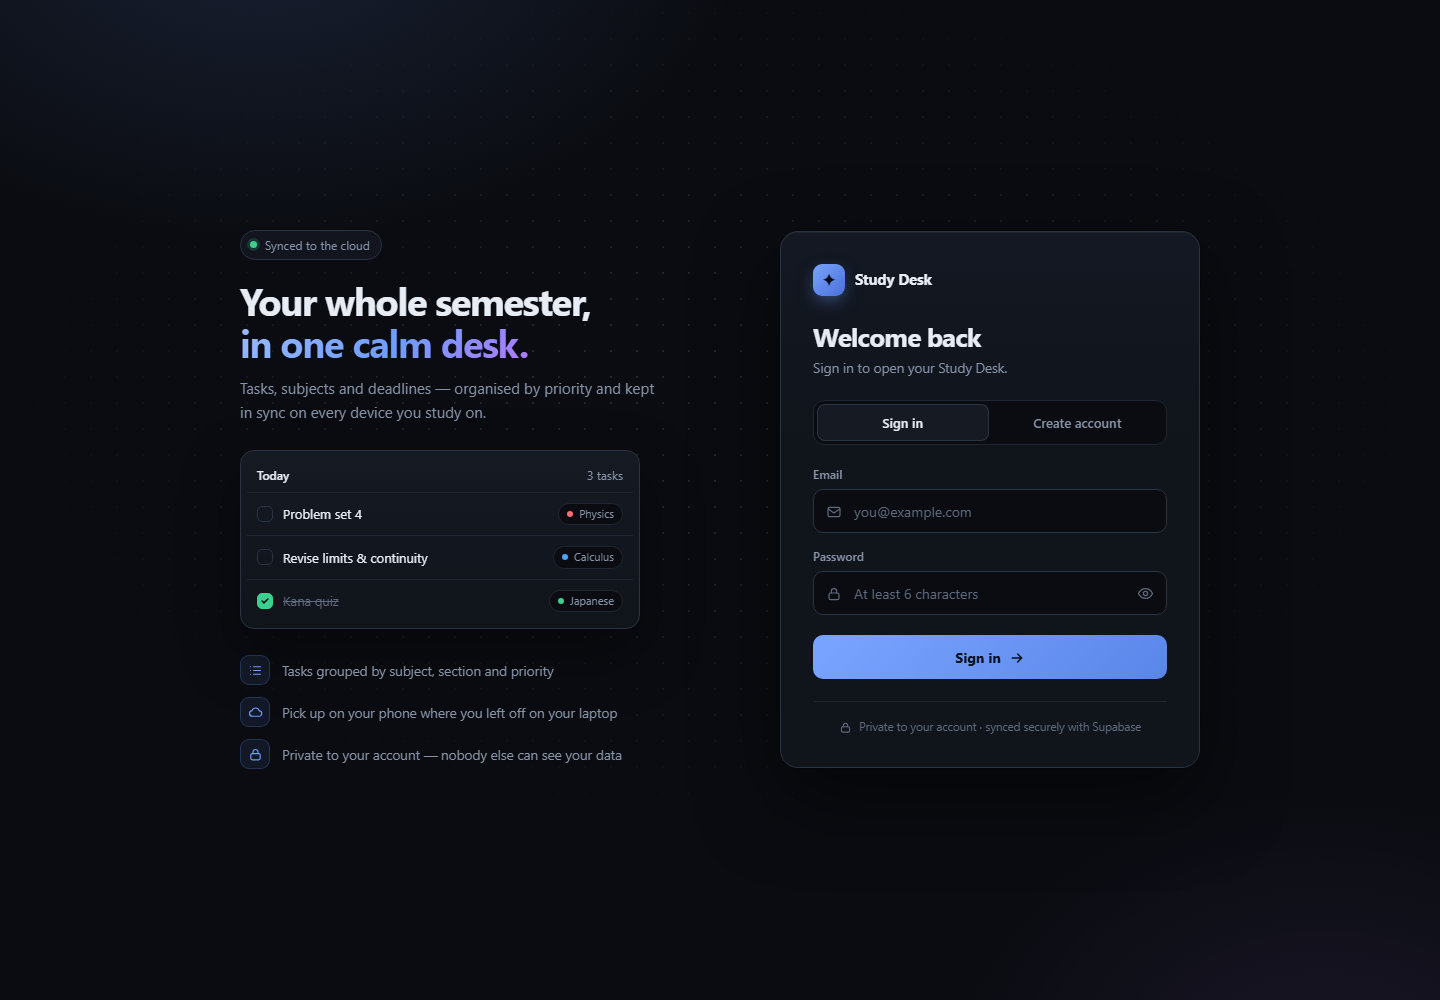 Synced to the cloud
Your whole semester,
in one calm desk.
Tasks, subjects and deadlines — organised by priority and kept
in sync on every device you study on.
Today
3 tasks
Problem set 4
Physics
Revise limits & continuity
Calculus
Kana quiz
Japanese
Tasks grouped by subject, section and priority
Pick up on your phone where you left off on your laptop
Private to your account — nobody else can see your data
Study Desk
Welcome back
Sign in to open your Study Desk.
Sign in
Create account
Email
you@example.com
Password
At least 6 characters
Sign in →
Private to your account · synced securely with Supabase